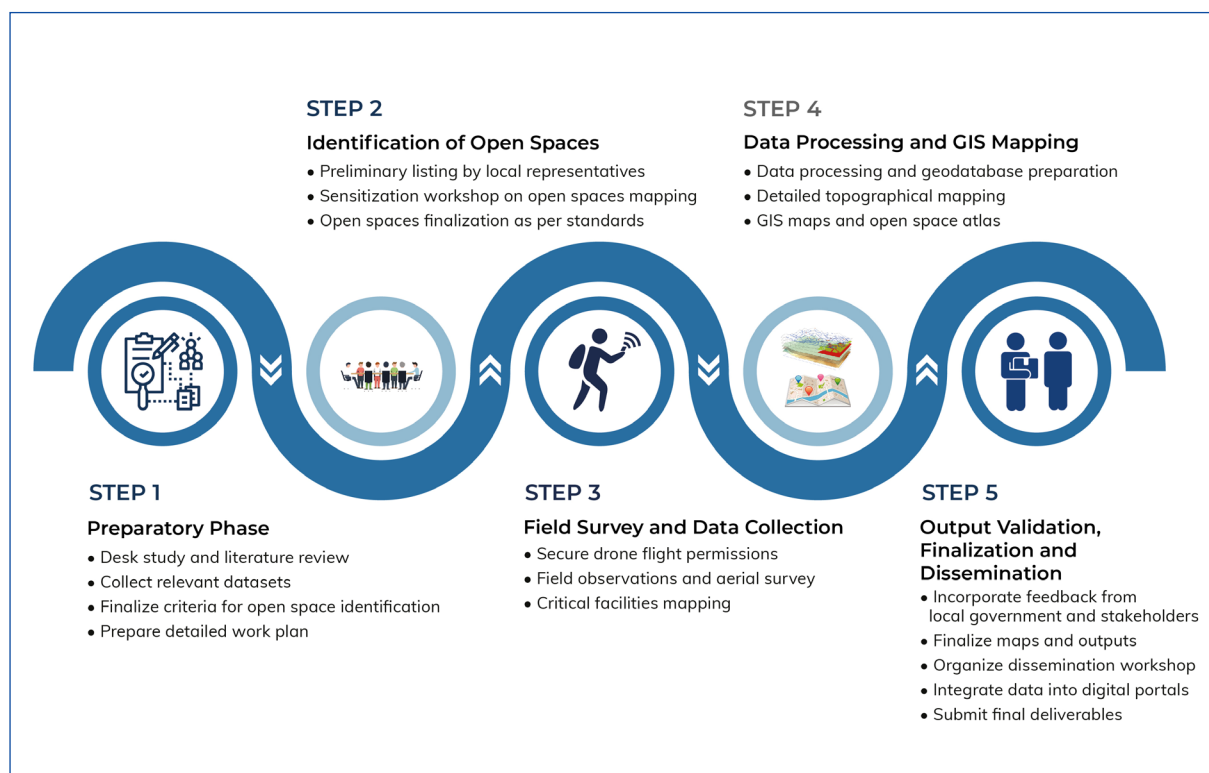 STEP 1
Preparatory Phase
• Desk study and literature review
• Collect relevant datasets
• Finalize criteria for open space identification
• Prepare detailed work plan
STEP 2
Identification of Open Spaces
• Preliminary listing by local representatives
• Sensitization workshop on open spaces mapping
• Open spaces finalization as per standards
STEP 3
Field Survey and Data Collection
• Secure drone flight permissions
• Field observations and aerial survey
• Critical facilities mapping
STEP 4
Data Processing and GIS Mapping
• Data processing and geodatabase preparation
• Detailed topographical mapping
• GIS maps and open space atlas
STEP 5
Output Validation,
Finalization and
Dissemination
• Incorporate feedback from
local government and stakeholders
• Finalize maps and outputs
• Organize dissemination workshop
• Integrate data into digital portals
• Submit final deliverables